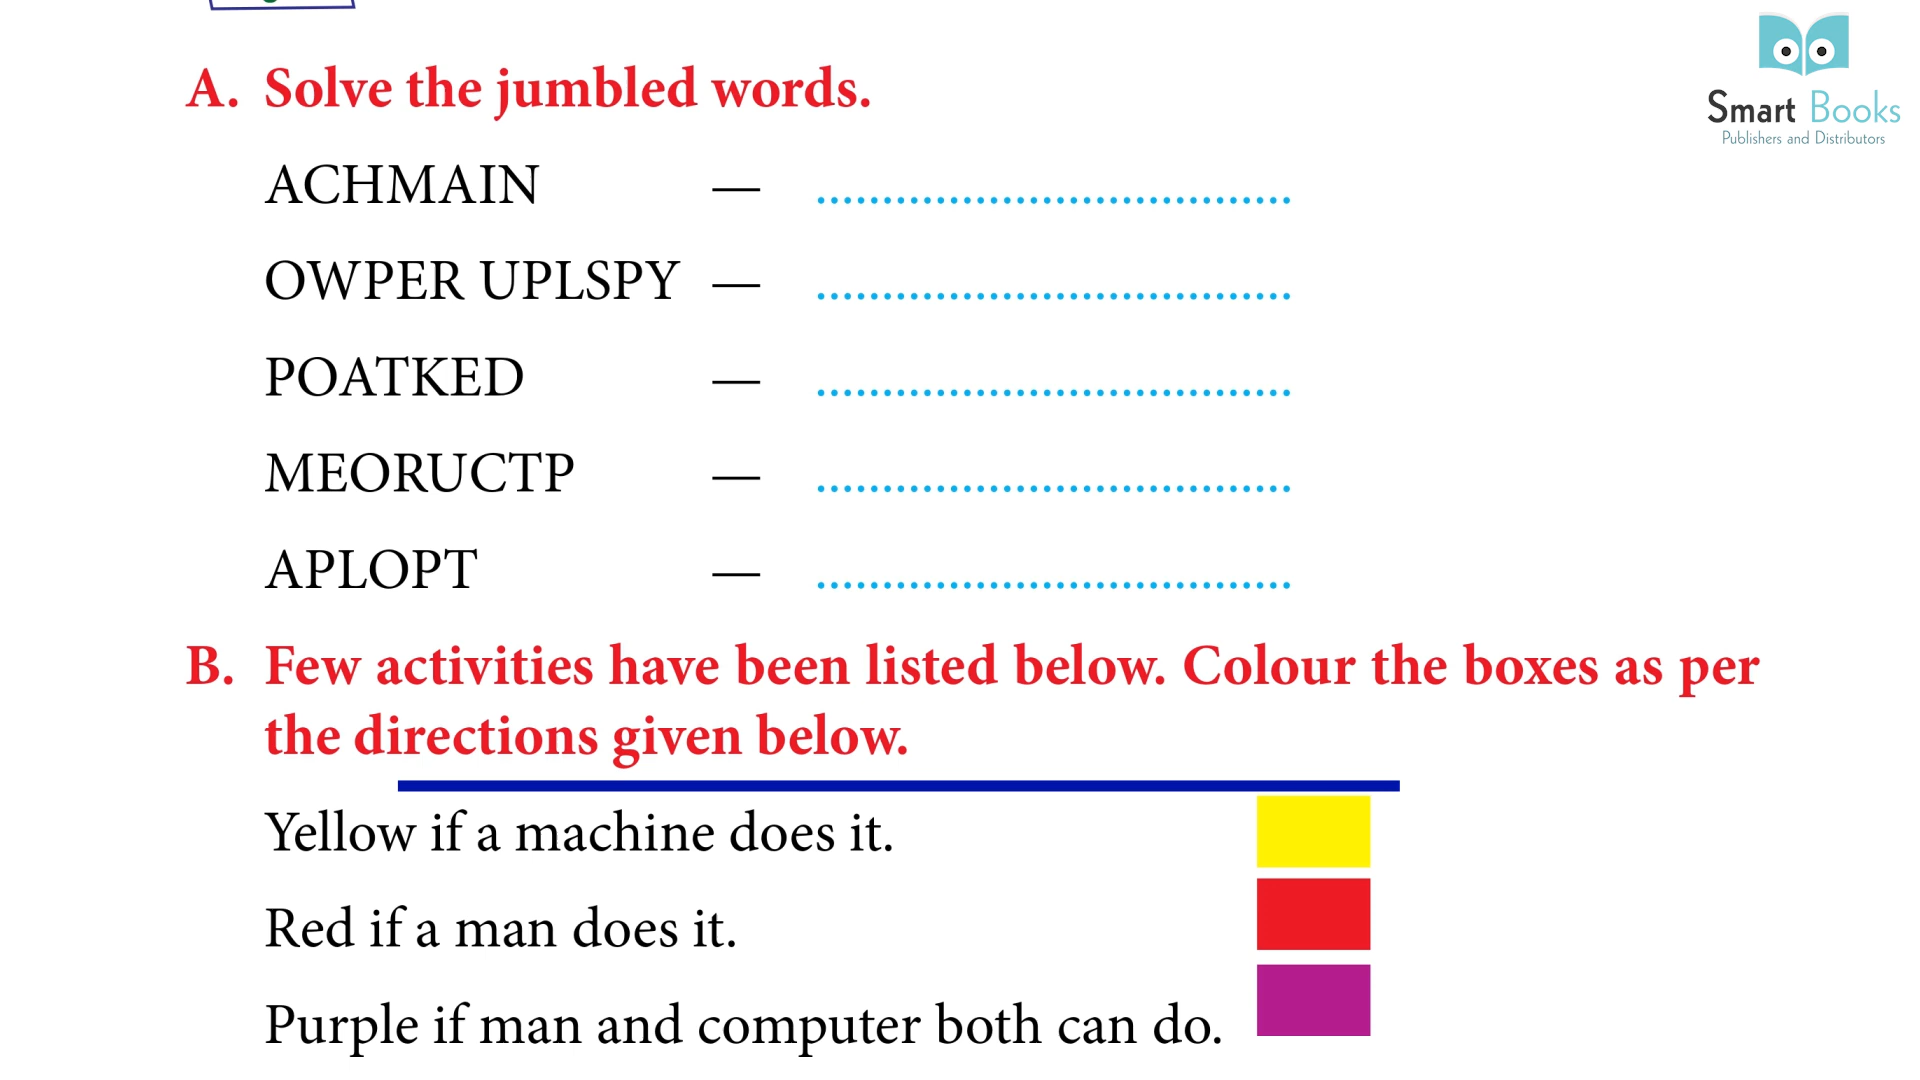 Smart Books
Publishers and Distributors
A. Solve the jumbled words.
ACHMAIN — ....................................
OWPER UPLSPY — ....................................
POATKED — ....................................
MEORUCTP — ....................................
APLOPT — ....................................
B. Few activities have been listed below. Colour the boxes as per
the directions given below.
Yellow if a machine does it.
Red if a man does it.
Purple if man and computer both can do.